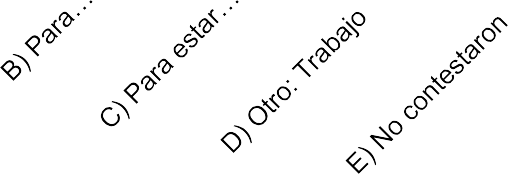 B) Para. . .
C) Para estar . . .
D) Otro: Trabajo
E) No contestaron